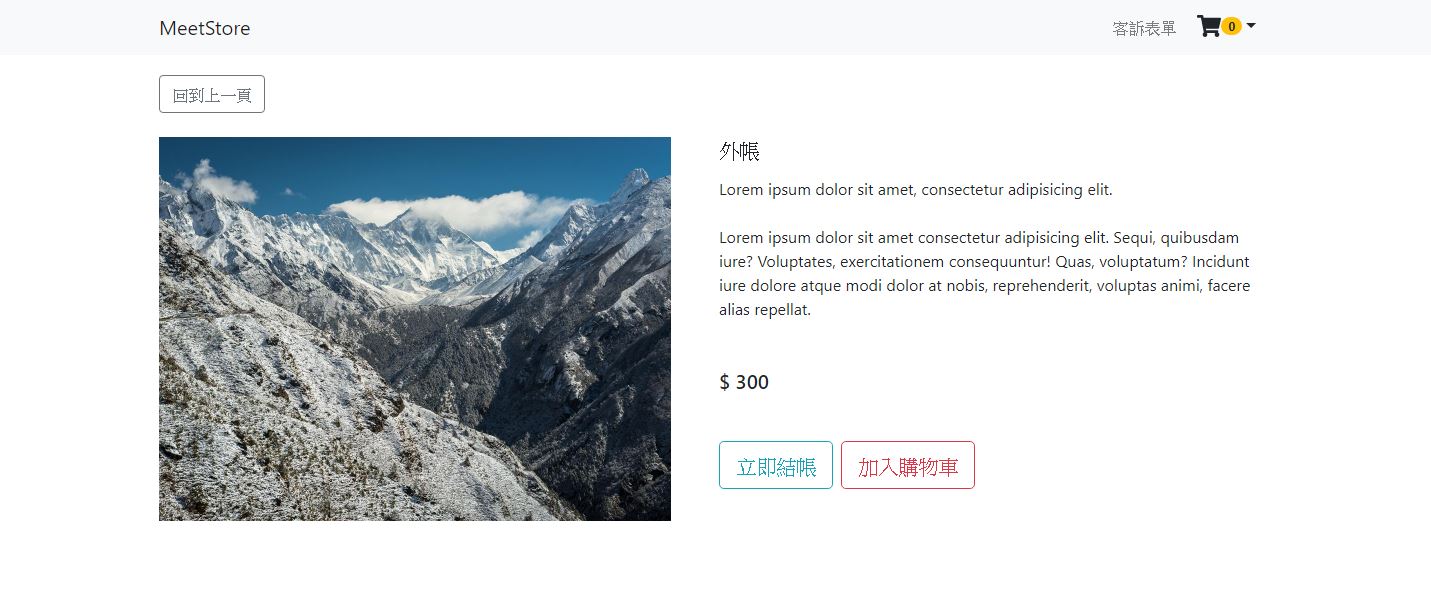 MeetStore
客訴表單
0
回到上一頁
外帳
Lorem ipsum dolor sit amet, consectetur adipisicing elit.
Lorem ipsum dolor sit amet consectetur adipisicing elit. Sequi, quibusdam
iure? Voluptates, exercitationem consequuntur! Quas, voluptatum? Incidunt
iure dolore atque modi dolor at nobis, reprehenderit, voluptas animi, facere
alias repellat.
$ 300
立即結帳
加入購物車